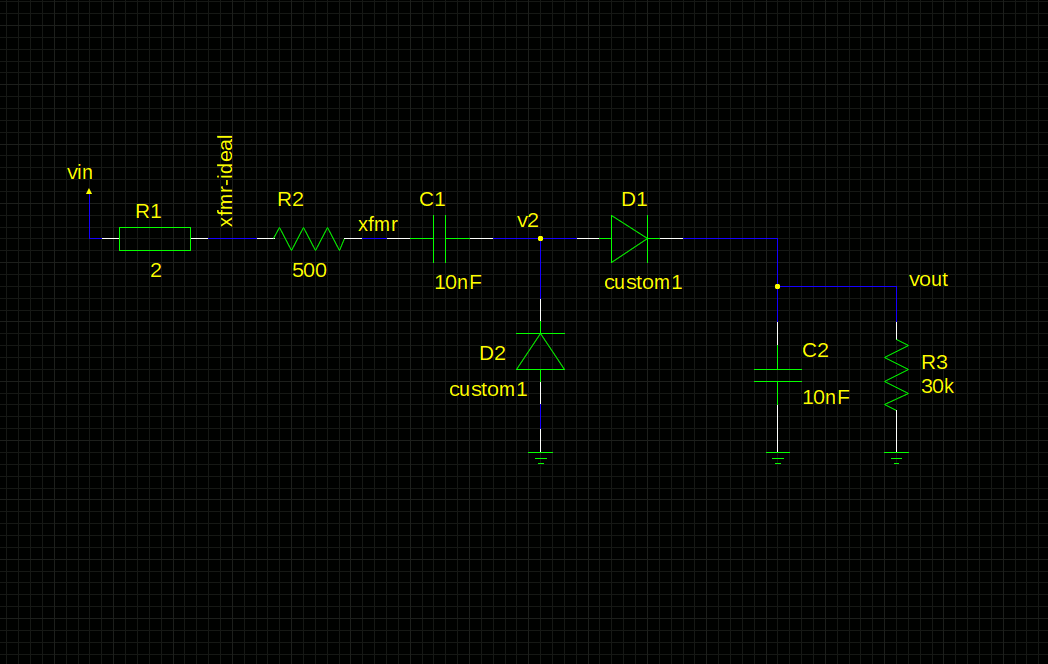 vin
R1
2
xfmr-ideal
R2
500
xfmr
C1
10nF
v2
D1
custom1
D2
custom1
vout
C2
10nF
R3
30k